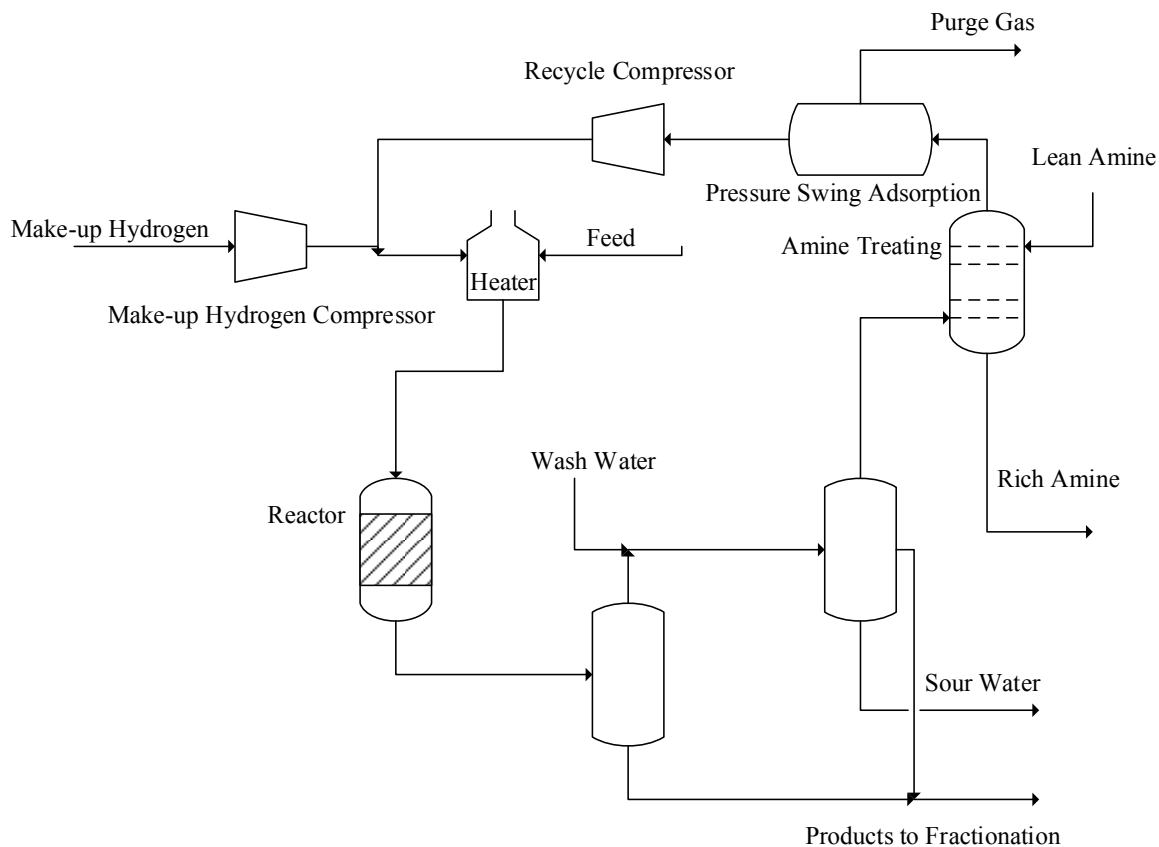 Purge Gas
Recycle Compressor
Lean Amine
Pressure Swing Adsorption
Make-up Hydrogen
Feed
Amine Treating
Heater
Make-up Hydrogen Compressor
Wash Water
Rich Amine
Reactor
Sour Water
Products to Fractionation